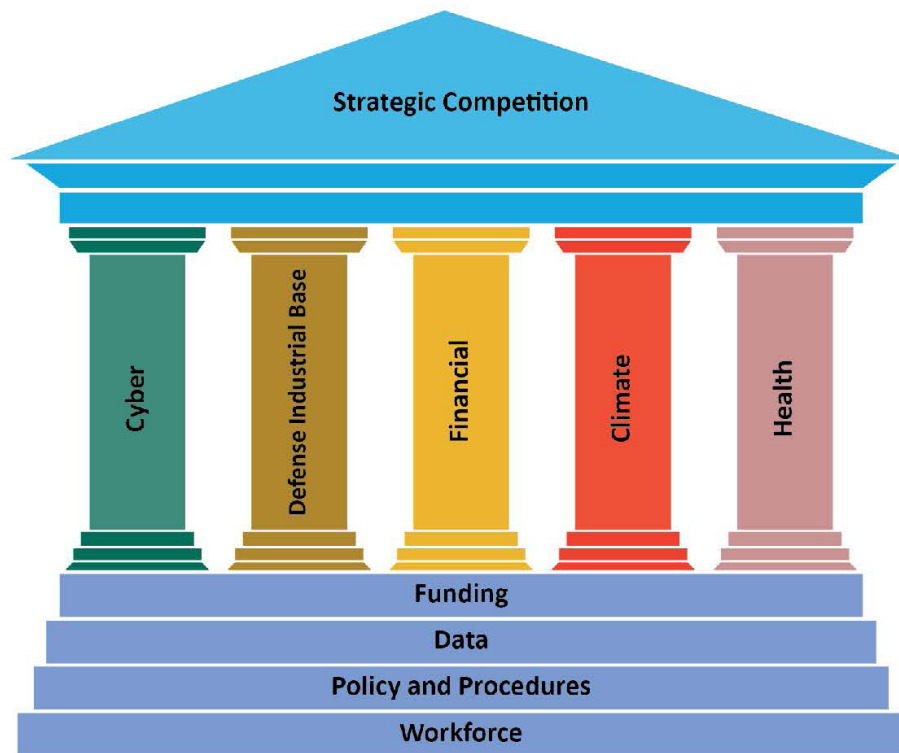 Strategic Competition
Cyber
Defense Industrial Base
Financial
Climate
Health
Funding
Data
Policy and Procedures
Workforce